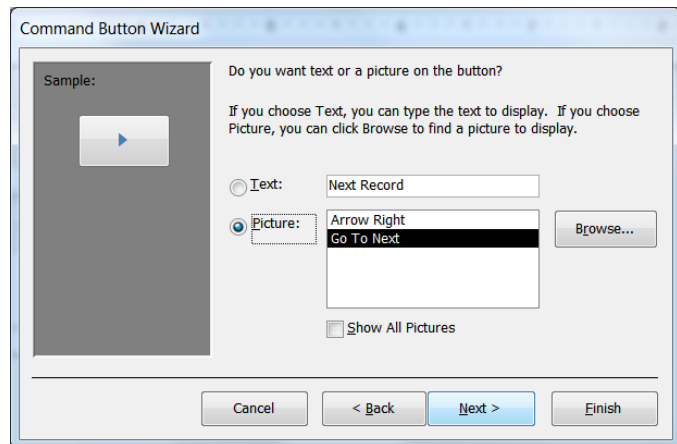 Command Button Wizard
Sample:
Do you want text or a picture on the button?
If you choose Text, you can type the text to display. If you choose
Picture, you can click Browse to find a picture to display.
Text:
Next Record
Picture:
Arrow Right
Go To Next
Browse...
Show All Pictures
Cancel
< Back
Next >
Finish